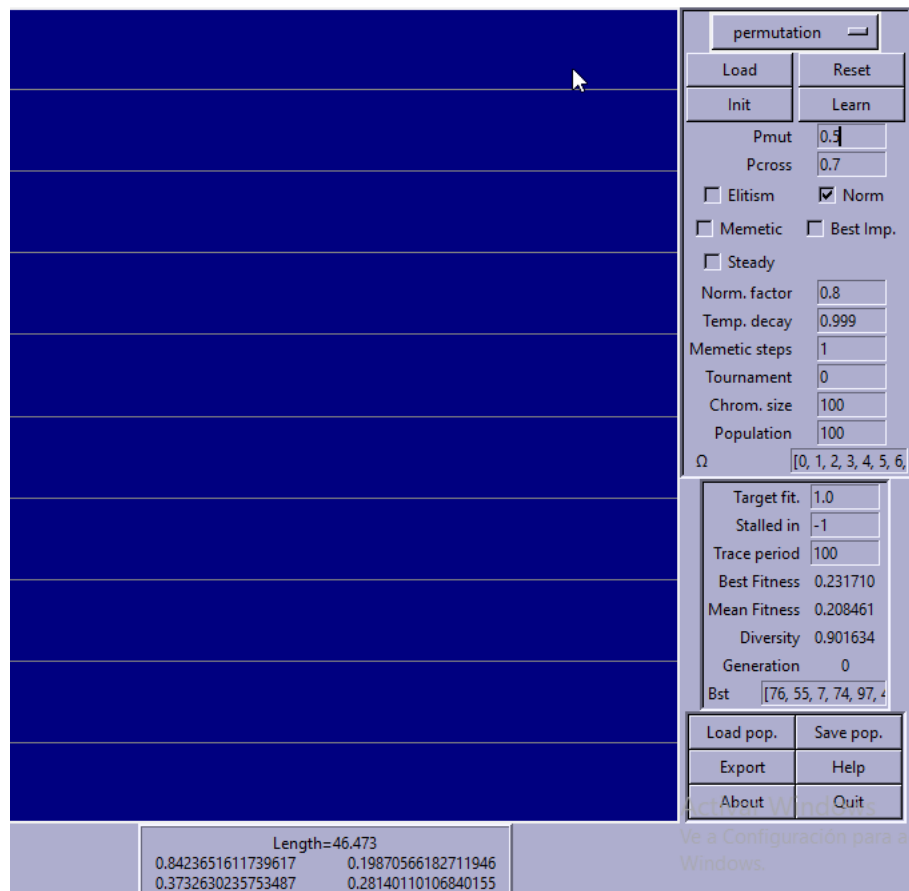 permutation
Load Reset
Init Learn
Pmut 0.5
Pcross 0.7
Elitism Norm
Memetic Best Imp.
Steady
Norm. factor 0.8
Temp. decay 0.999
Memetic steps 1
Tournament 0
Chrom. size 100
Population 100
Ω [0, 1, 2, 3, 4, 5, 6,
Target fit. 1.0
Stalled in -1
Trace period 100
Best Fitness 0.231710
Mean Fitness 0.208461
Diversity 0.901634
Generation 0
Bst [76, 55, 7, 74, 97, 4
Load pop. Save pop.
Export Help
About Quit
Activar Windows
Ve a Configuración para a
Windows.
Length=46.473
0.8423651611739617 0.19870566182711946
0.3732630235753487 0.28140110106840155